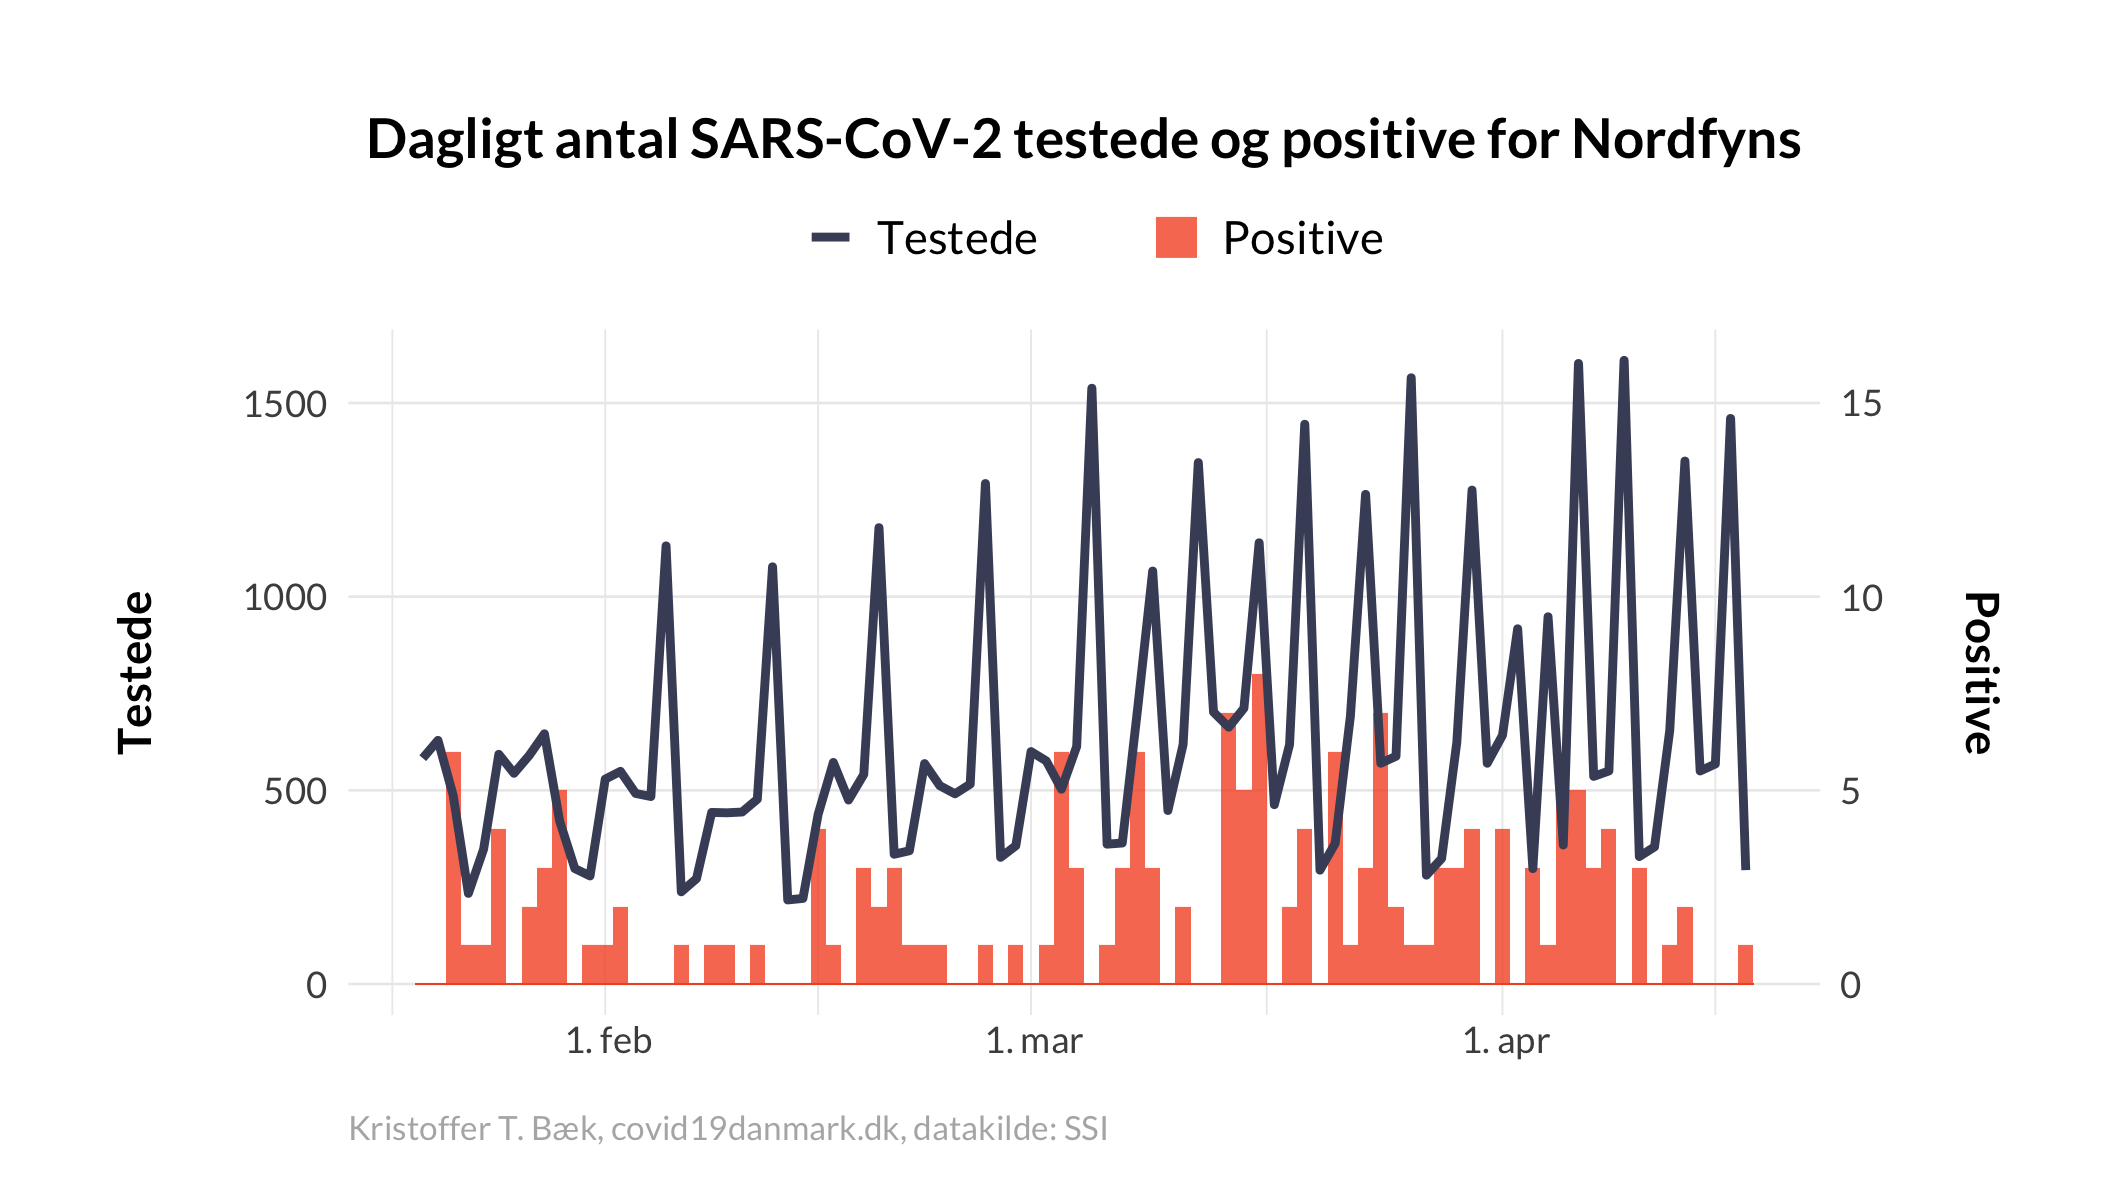 Dagligt antal SARS-CoV-2 testede og positive for Nordfyns
Testede Positive
1500
1000
500
0
Testede
15
10
5
0
Positive
1. feb 1. mar 1. apr
Kristoffer T. Bæk, covid19danmark.dk, datakilde: SSI